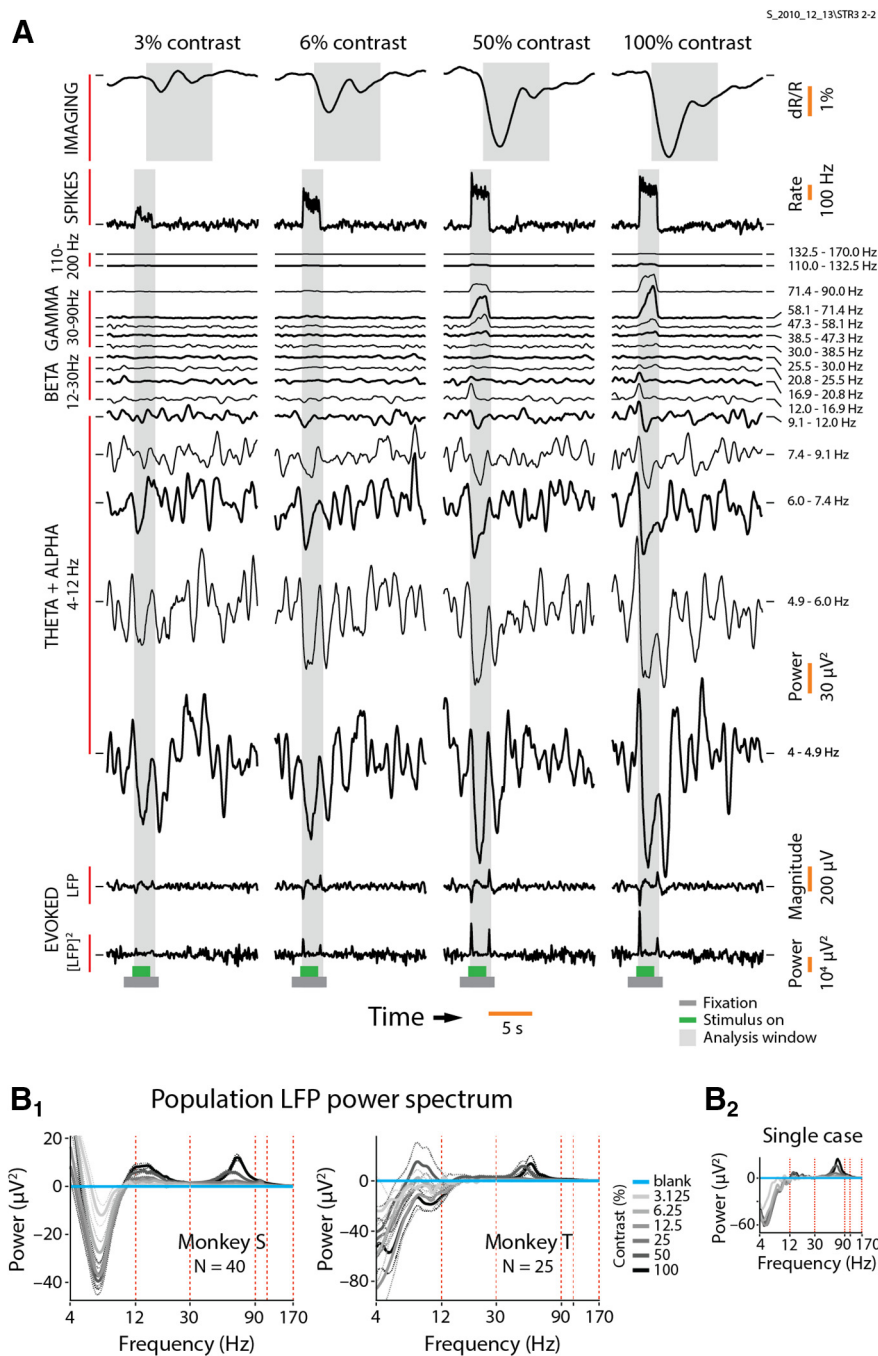 S_2010_12_13\STR3 2-2
A
3% contrast
6% contrast
50% contrast
100% contrast
IMAGING
dR/R
1%
SPIKES
Rate
100 Hz
110-
200 Hz
132.5 - 170.0 Hz
110.0 - 132.5 Hz
GAMMA
30-90Hz
71.4 - 90.0 Hz
58.1 - 71.4 Hz
47.3 - 58.1 Hz
38.5 - 47.3 Hz
30.0 - 38.5 Hz
BETA
12-30Hz
25.5 - 30.0 Hz
20.8 - 25.5 Hz
16.9 - 20.8 Hz
12.0 - 16.9 Hz
THETA + ALPHA
4-12 Hz
9.1 - 12.0 Hz
7.4 - 9.1 Hz
6.0 - 7.4 Hz
4.9 - 6.0 Hz
Power
30 µV²
4 - 4.9 Hz
EVOKED
LFP
Magnitude
200 µV
[LFP]²
Power
10⁴ µV²
Time
5 s
Fixation
Stimulus on
Analysis window
B₁
Population LFP power spectrum
Power (µV²)
20
0
−20
−40
Monkey S
N = 40
4
12
30
90
170
Frequency (Hz)
Power (µV²)
0
−40
−80
Monkey T
N = 25
4
12
30
90
170
Frequency (Hz)
Contrast (%)
blank
3.125
6.25
12.5
25
50
100
B₂
Single case
Power (µV²)
0
−60
4
12
30
90
170
Frequency (Hz)